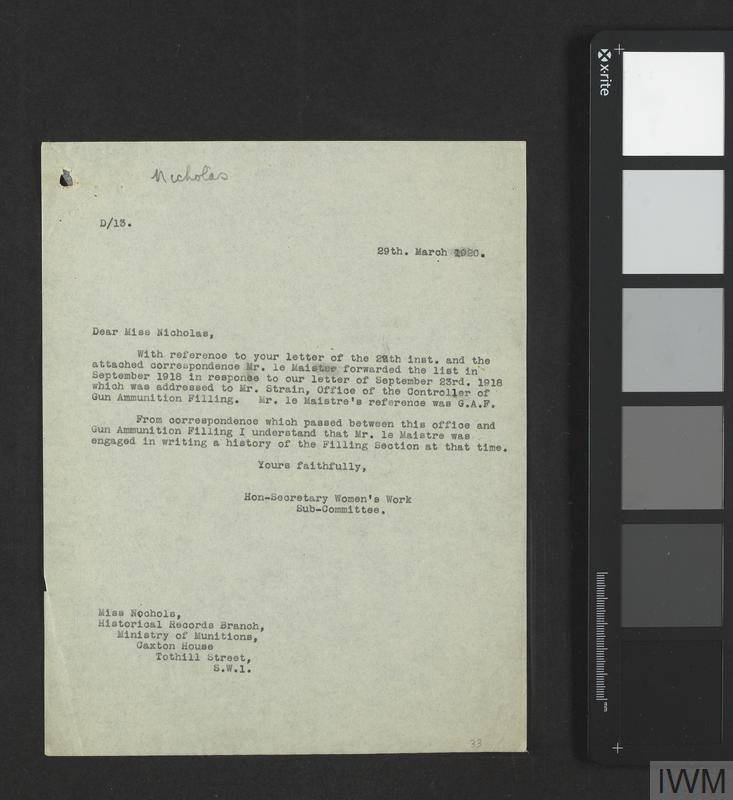 Nicholas
D/13.
29th. March 1920.
Dear Miss Nicholas,
With reference to your letter of the 24th inst. and the
attached correspondence Mr. le Maistre forwarded the list in
September 1918 in response to our letter of September 23rd. 1918
which was addressed to Mr. Strain, Office of the Controller of
Gun Ammunition Filling. Mr. le Maistre's reference was G.A.F.
From correspondence which passed between this office and
Gun Ammunition Filling I understand that Mr. le Maistre was
engaged in writing a history of the Filling Section at that time.
Yours faithfully,
Hon-Secretary Women's Work
Sub-Committee.
Miss Nochols,
Historical Records Branch,
Ministry of Munitions,
Caxton House
Tothill Street,
S.W.1.
33
x-rite
mm
IWM